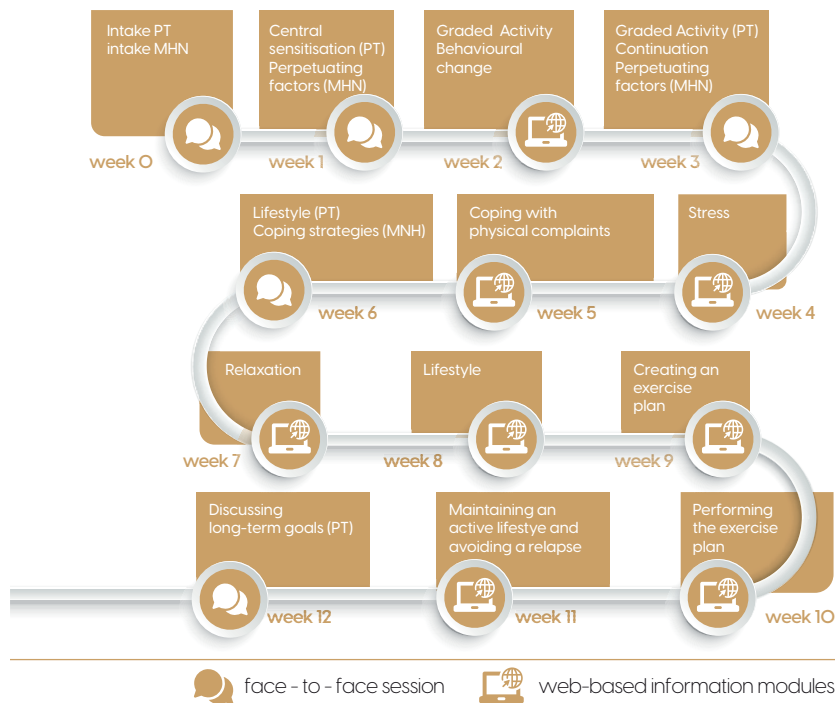 Intake PT
intake MHN
Central
sensitisation (PT)
Perpetuating
factors (MHN)
Graded Activity
Behavioural
change
Graded Activity (PT)
Continuation
Perpetuating
factors (MHN)
week 0
week 1
week 2
week 3
Lifestyle (PT)
Coping strategies (MNH)
Coping with
physical complaints
Stress
week 6
week 5
week 4
Relaxation
Lifestyle
Creating an
exercise
plan
week 7
week 8
week 9
Discussing
long-term goals (PT)
Maintaining an
active lifestye and
avoiding a relapse
Performing
the exercise
plan
week 12
week 11
week 10
face - to - face session
web-based information modules